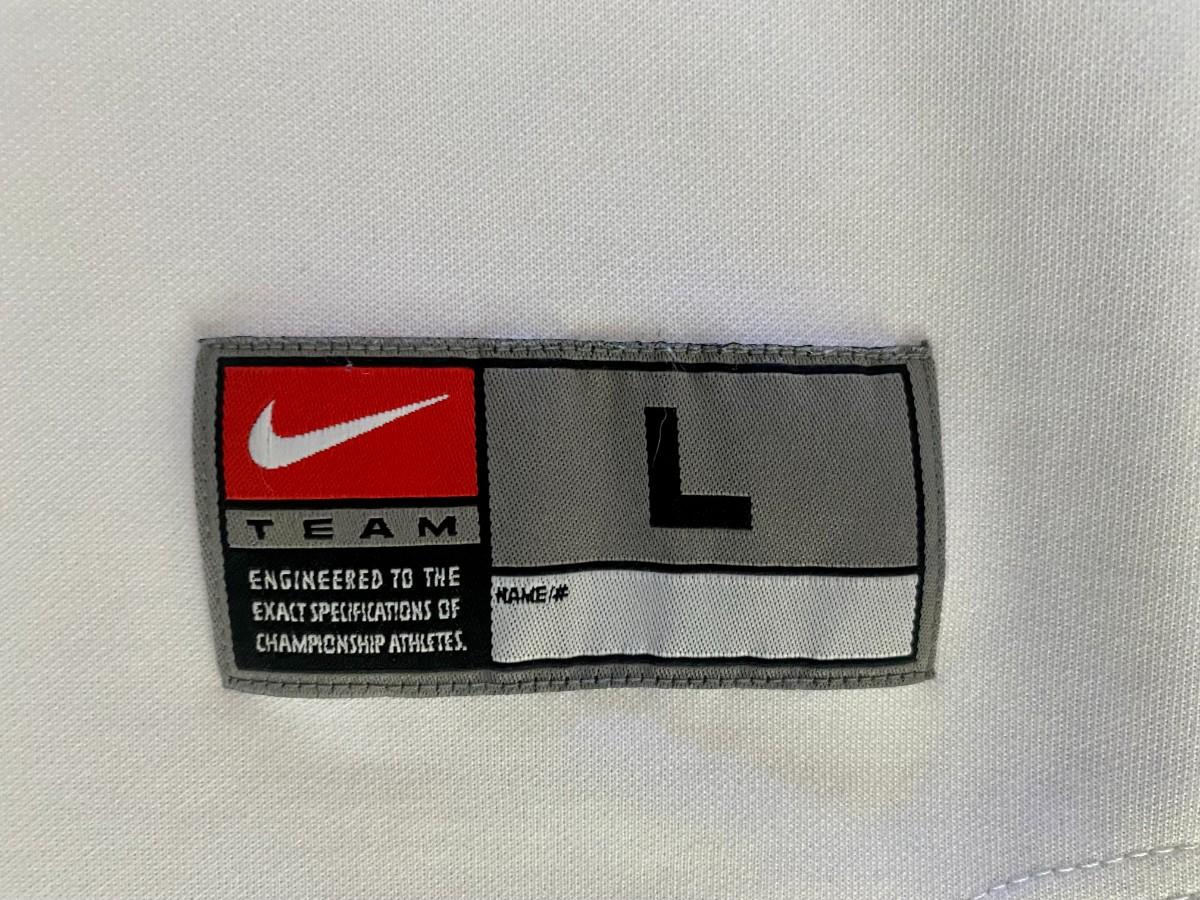 TEAM
ENGINEERED TO THE
EXACT SPECIFICATIONS OF
CHAMPIONSHIP ATHLETES.
L
NAME/#